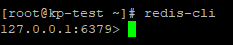 [root@kp-test ~]# redis-cli
127.0.0.1:6379>